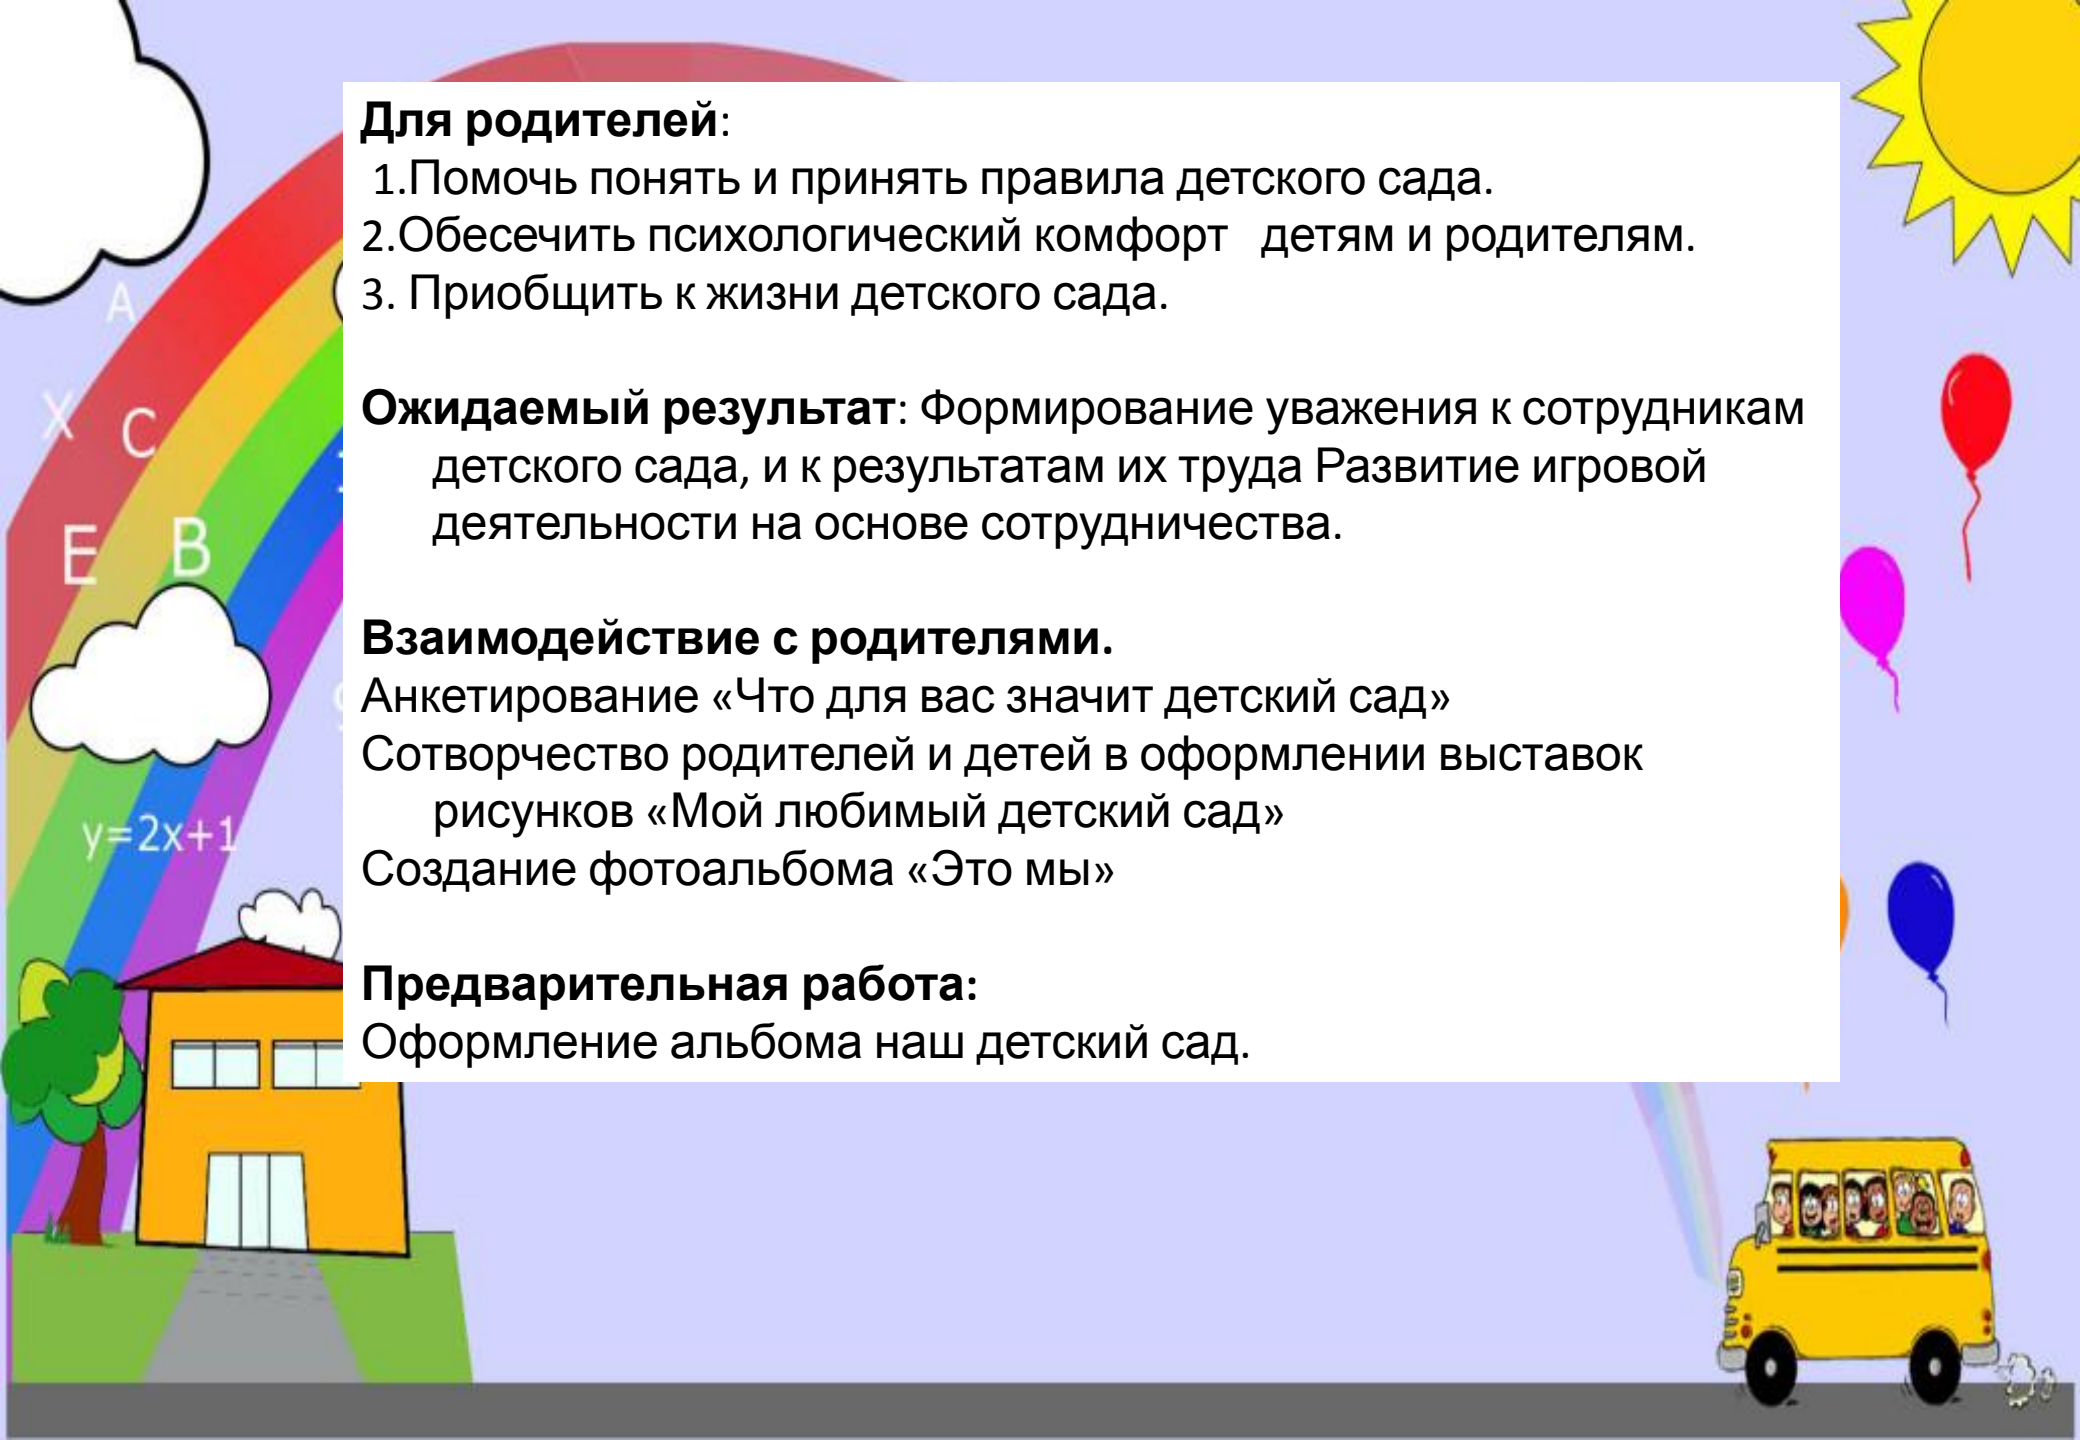 Для родителей:
1.Помочь понять и принять правила детского сада.
2.Обесечить психологический комфорт детям и родителям.
3. Приобщить к жизни детского сада.
Ожидаемый результат: Формирование уважения к сотрудникам
детского сада, и к результатам их труда Развитие игровой
деятельности на основе сотрудничества.
Взаимодействие с родителями.
Анкетирование «Что для вас значит детский сад»
Сотворчество родителей и детей в оформлении выставок
рисунков «Мой любимый детский сад»
Создание фотоальбома «Это мы»
Предварительная работа:
Оформление альбома наш детский сад.
A
X C
E B
y=2x+1